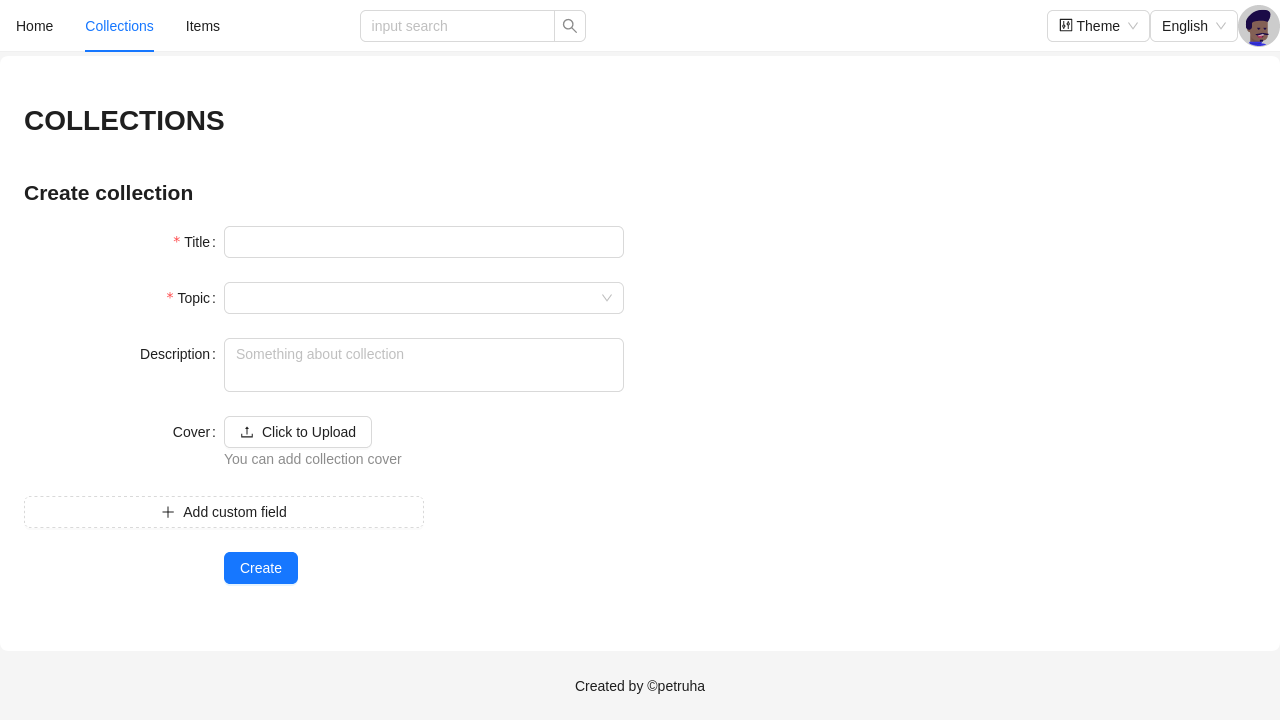 Home Collections Items input search Theme English
COLLECTIONS
Create collection
* Title:
* Topic:
Description: Something about collection
Cover: Click to Upload
You can add collection cover
Add custom field
Create
Created by ©petruha